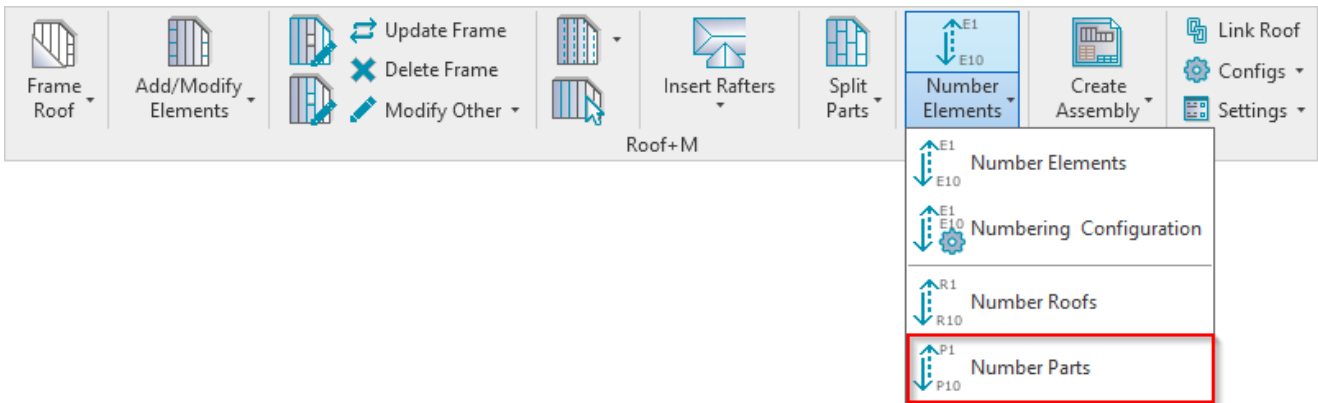 Frame
Roof
Add/Modify
Elements
Update Frame
Delete Frame
Modify Other
Insert Rafters
Split
Parts
E1
E10
Number
Elements
Create
Assembly
Link Roof
Configs
Settings
Roof+M
E1
E10
Number Elements
E1
E10
Numbering Configuration
R1
R10
Number Roofs
P1
P10
Number Parts